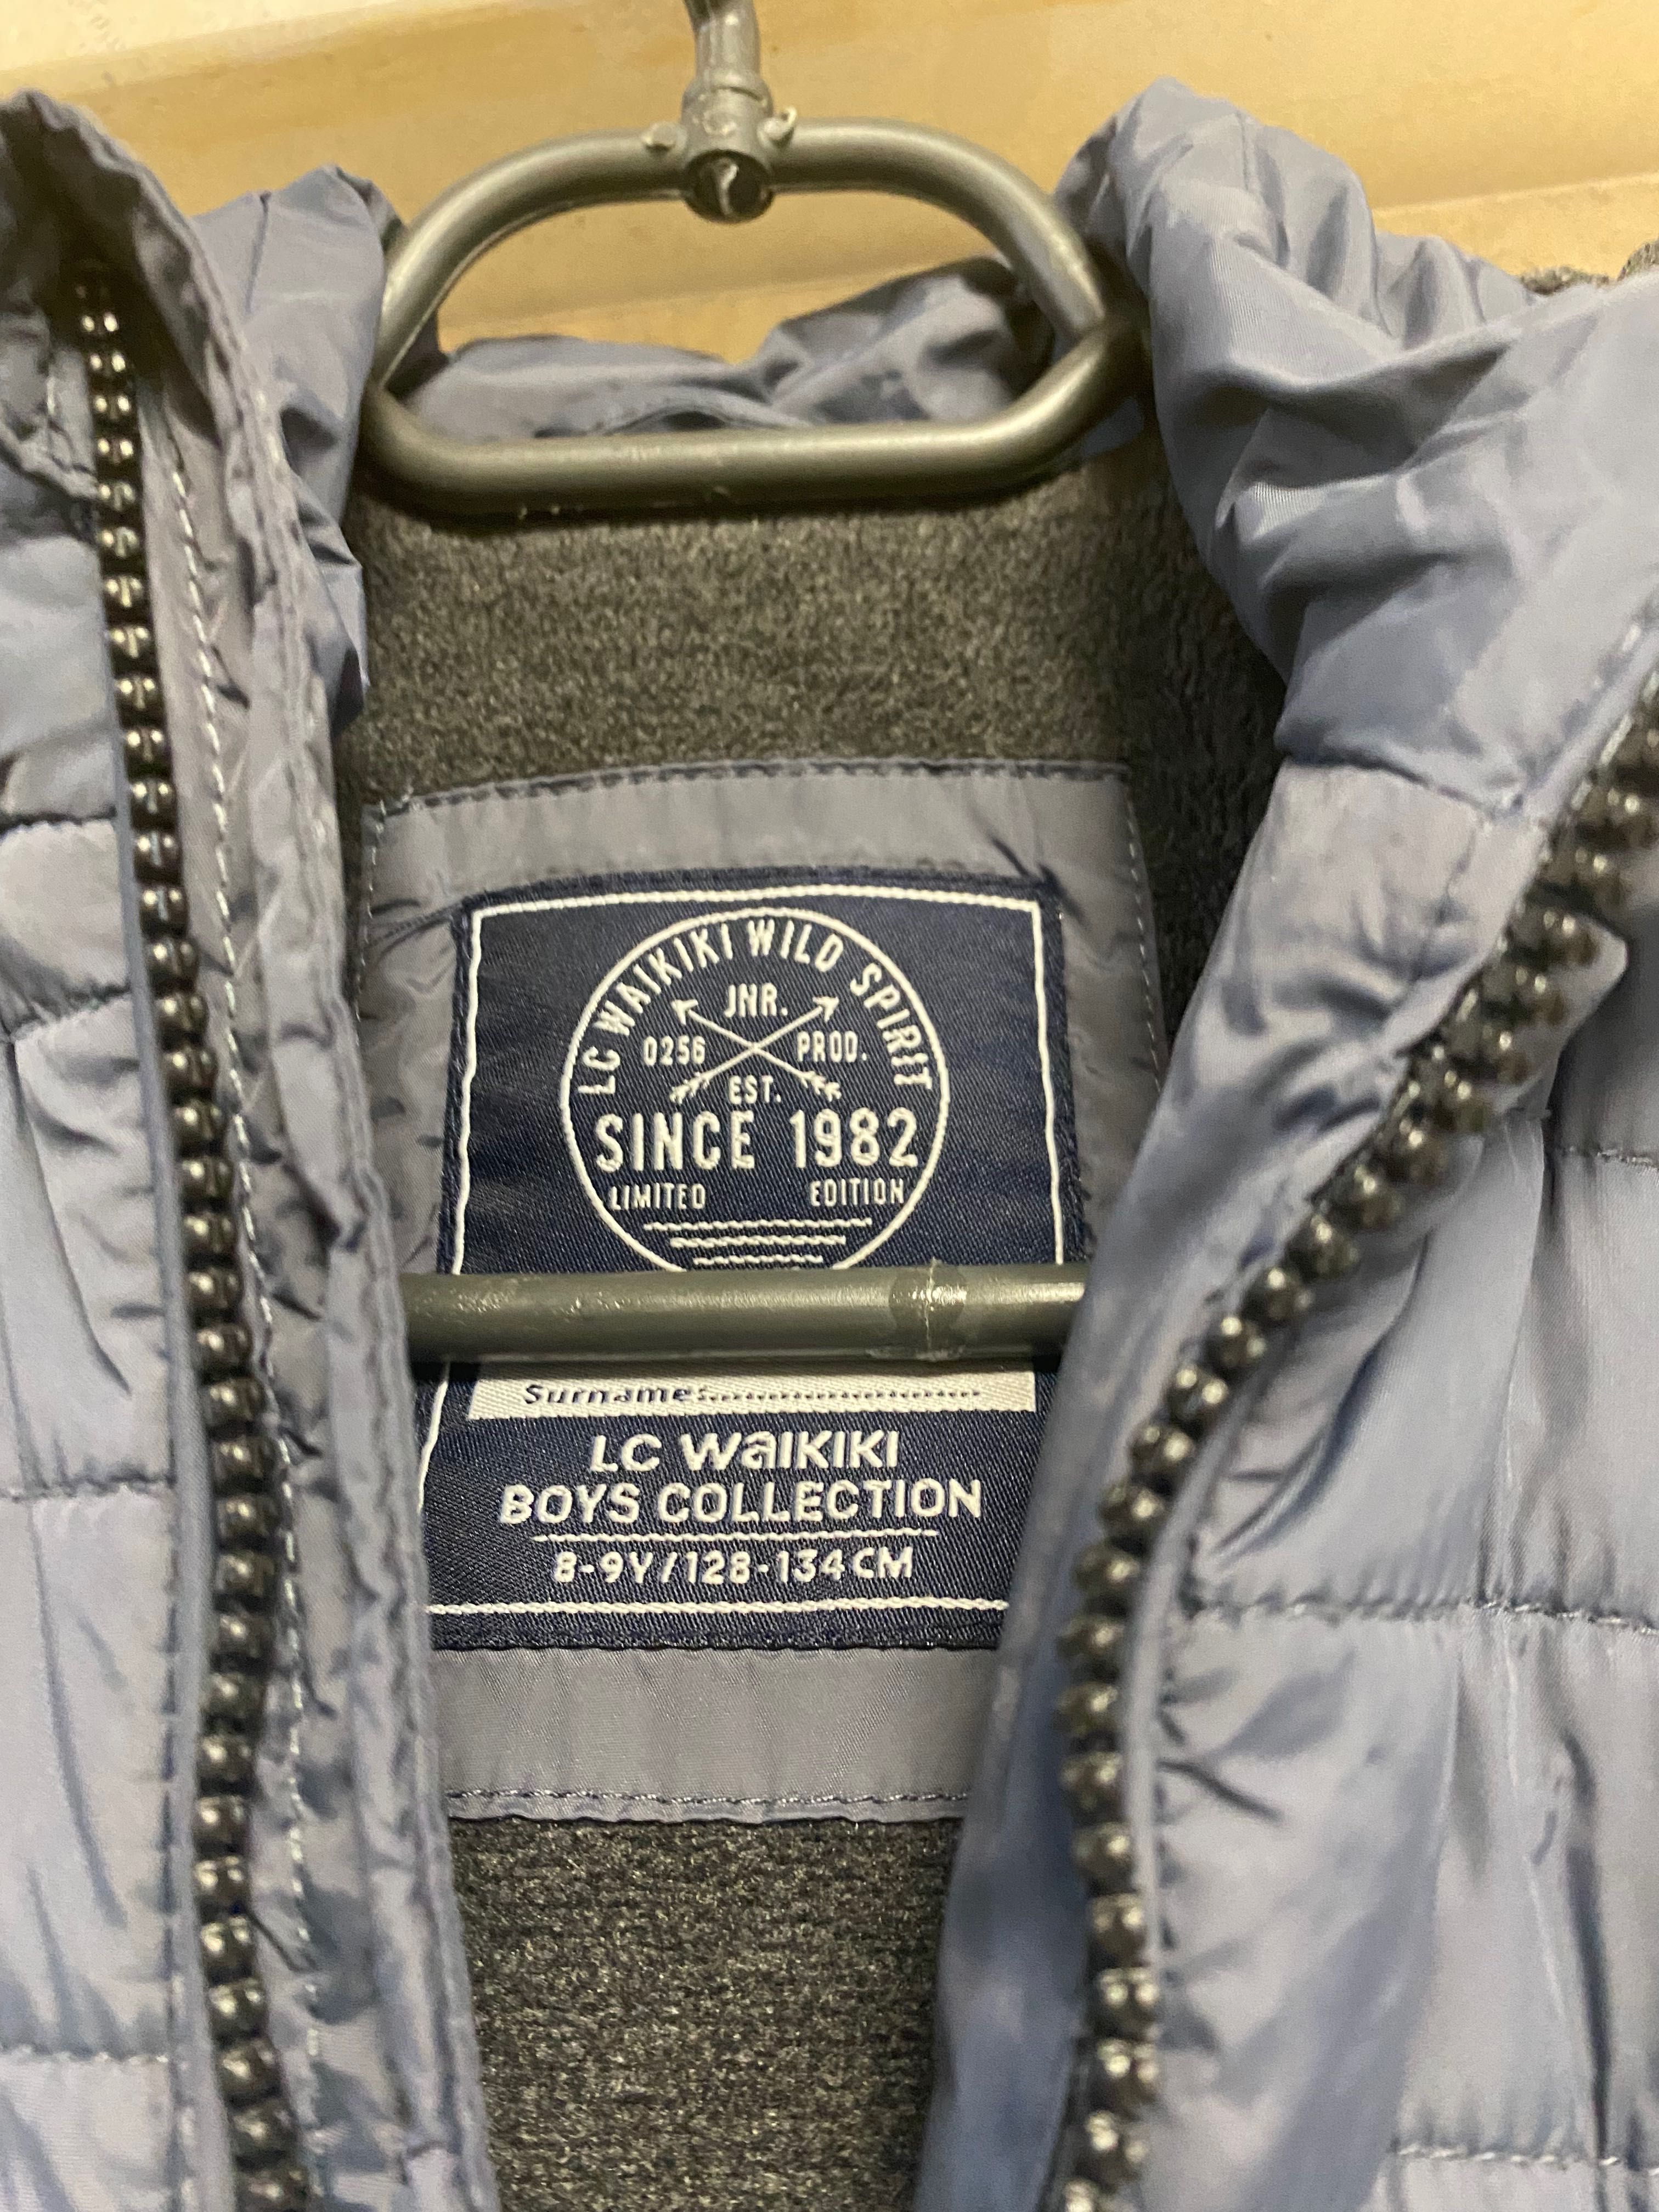 LC WAIKIKI WILD SPIRIT
JNR.
0256 PROD.
EST.
SINCE 1982
LIMITED EDITION
Surname:........................
LC WaIKIKI
BOYS COLLECTION
8-9Y/128-134CM